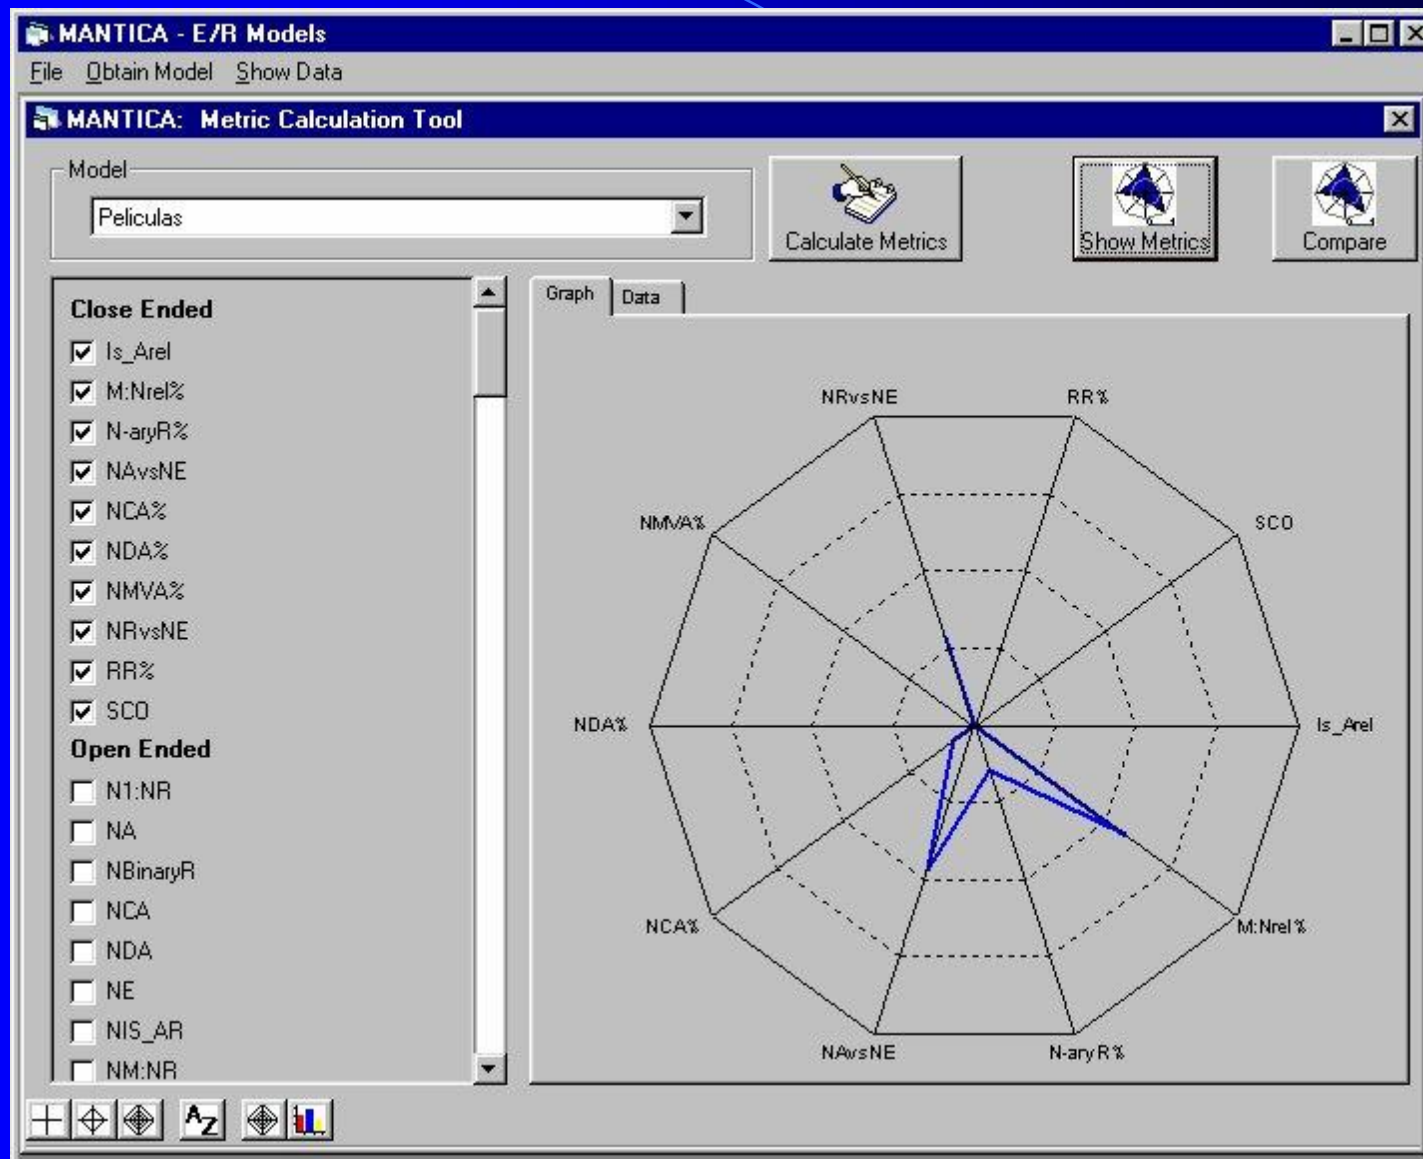 MANTICA - E/R Models
File Obtain Model Show Data
MANTICA: Metric Calculation Tool
Model
Peliculas
Calculate Metrics
Show Metrics
Compare
Close Ended
Is_Arel
M:Nrel%
N-aryR%
NAvsNE
NCA%
NDA%
NMVA%
NRvsNE
RR%
SCO
Open Ended
N1:NR
NA
NBinaryR
NCA
NDA
NE
NIS_AR
NM:NR
Graph Data
NRvsNE RR%
NMVA% SCO
NDA% Is_Arel
NCA% M:Nrel%
NAvsNE N-aryR%
AZ